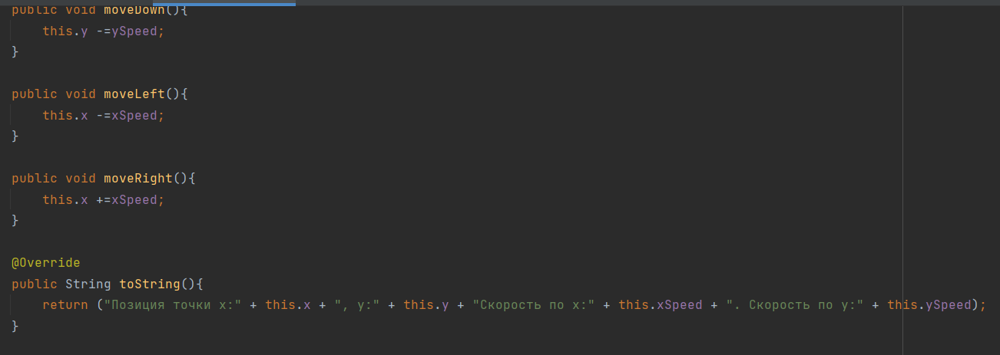 public void moveDown(){
this.y -=ySpeed;
}
public void moveLeft(){
this.x -=xSpeed;
}
public void moveRight(){
this.x +=xSpeed;
}
@Override
public String toString(){
return ("Позиция точки x:" + this.x + ", y:" + this.y + "Скорость по x:" + this.xSpeed + ". Скорость по y:" + this.ySpeed);
}